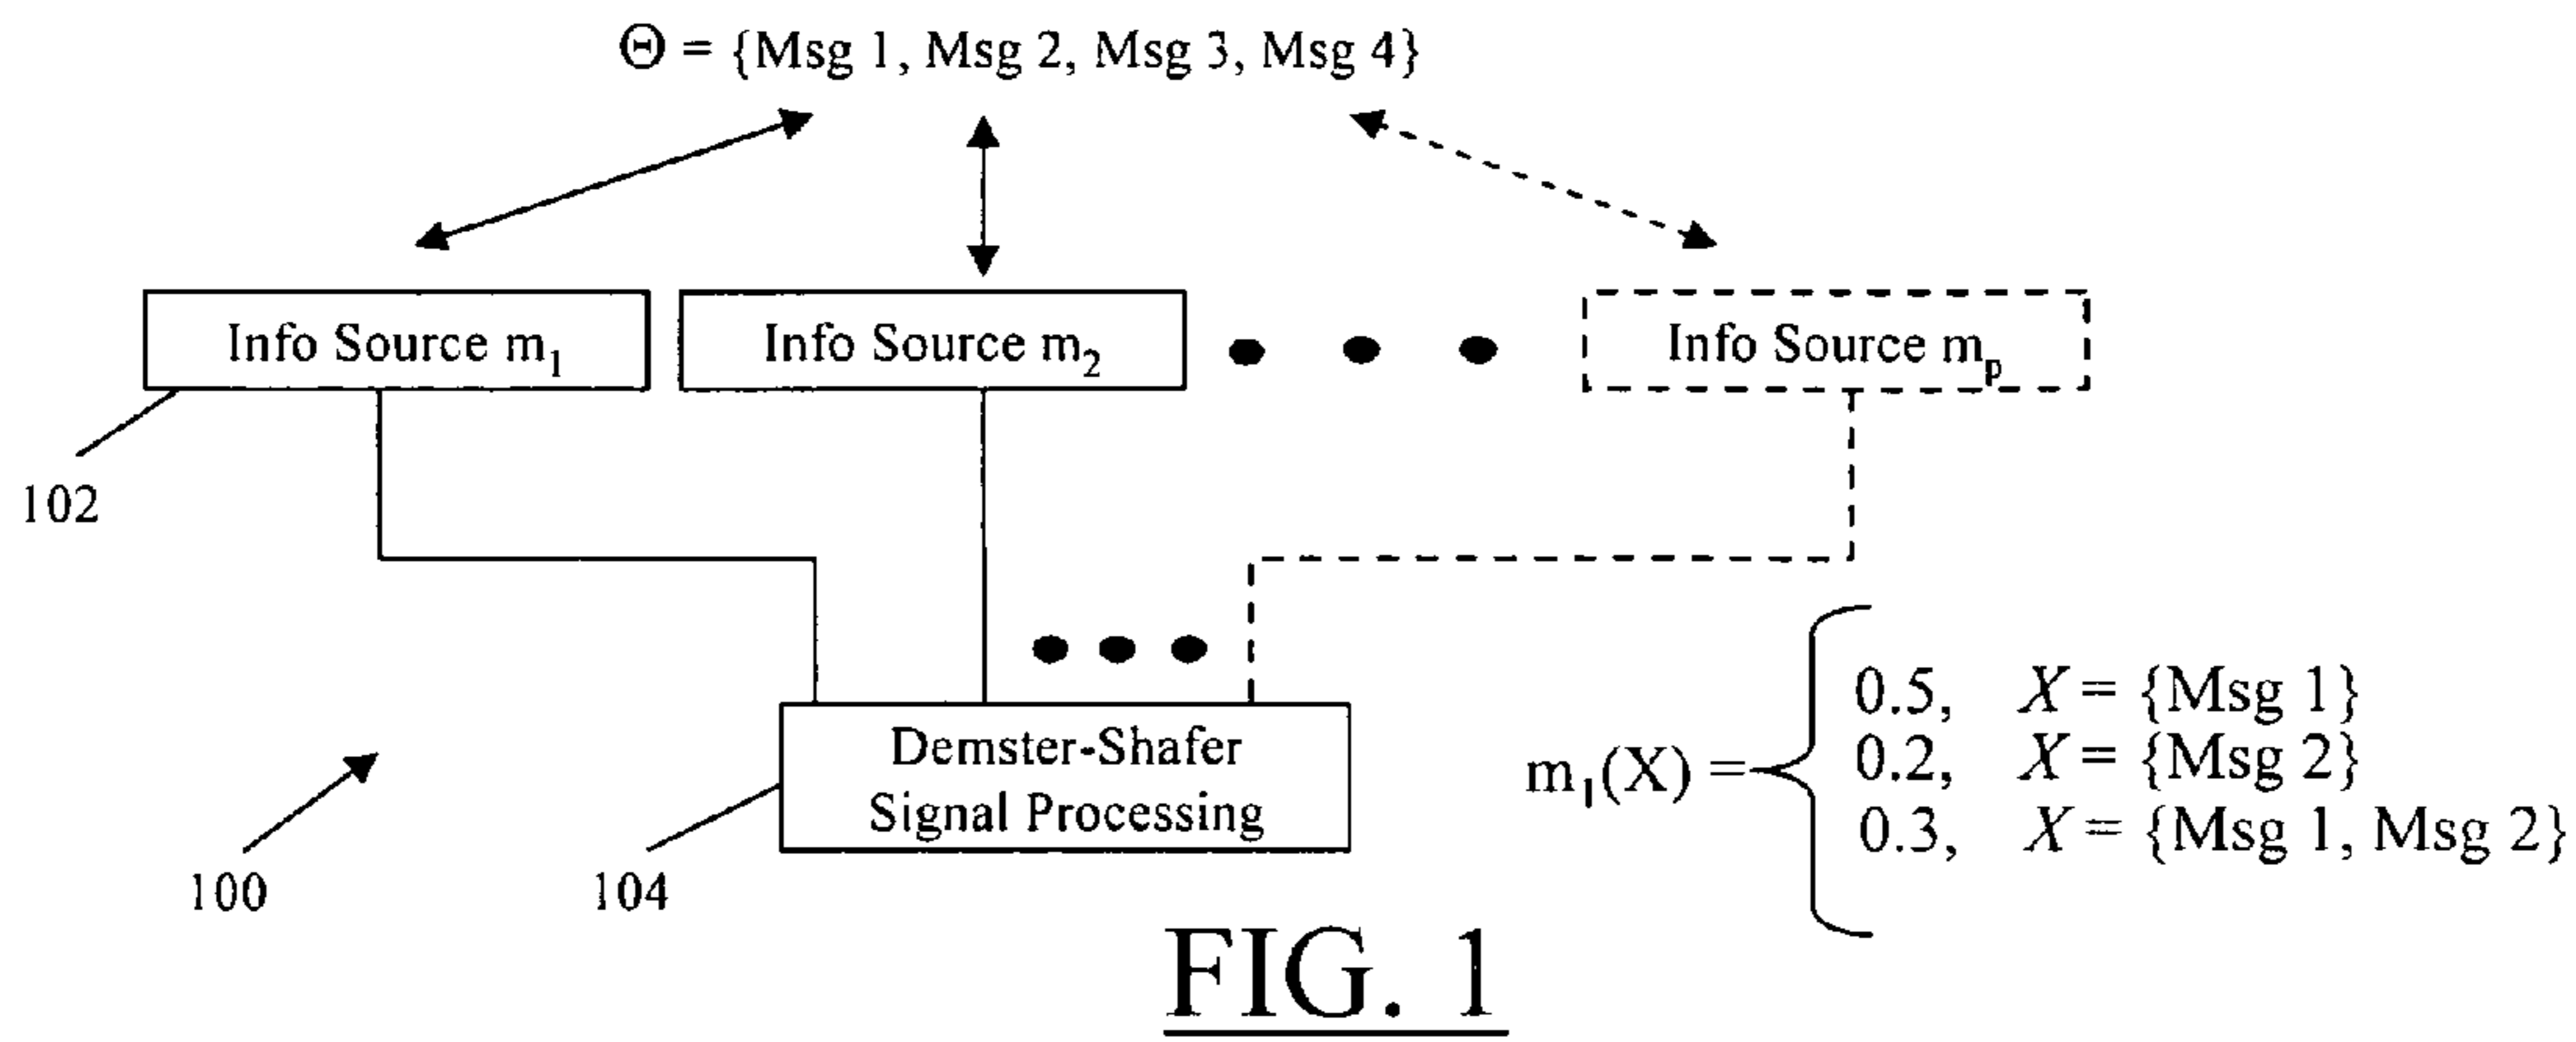 Θ = {Msg 1, Msg 2, Msg 3, Msg 4}
Info Source m1
Info Source m2
Info Source mp
102
Demster-Shafer
Signal Processing
100
104
m1(X) =
0.5, X = {Msg 1}
0.2, X = {Msg 2}
0.3, X = {Msg 1, Msg 2}
FIG. 1